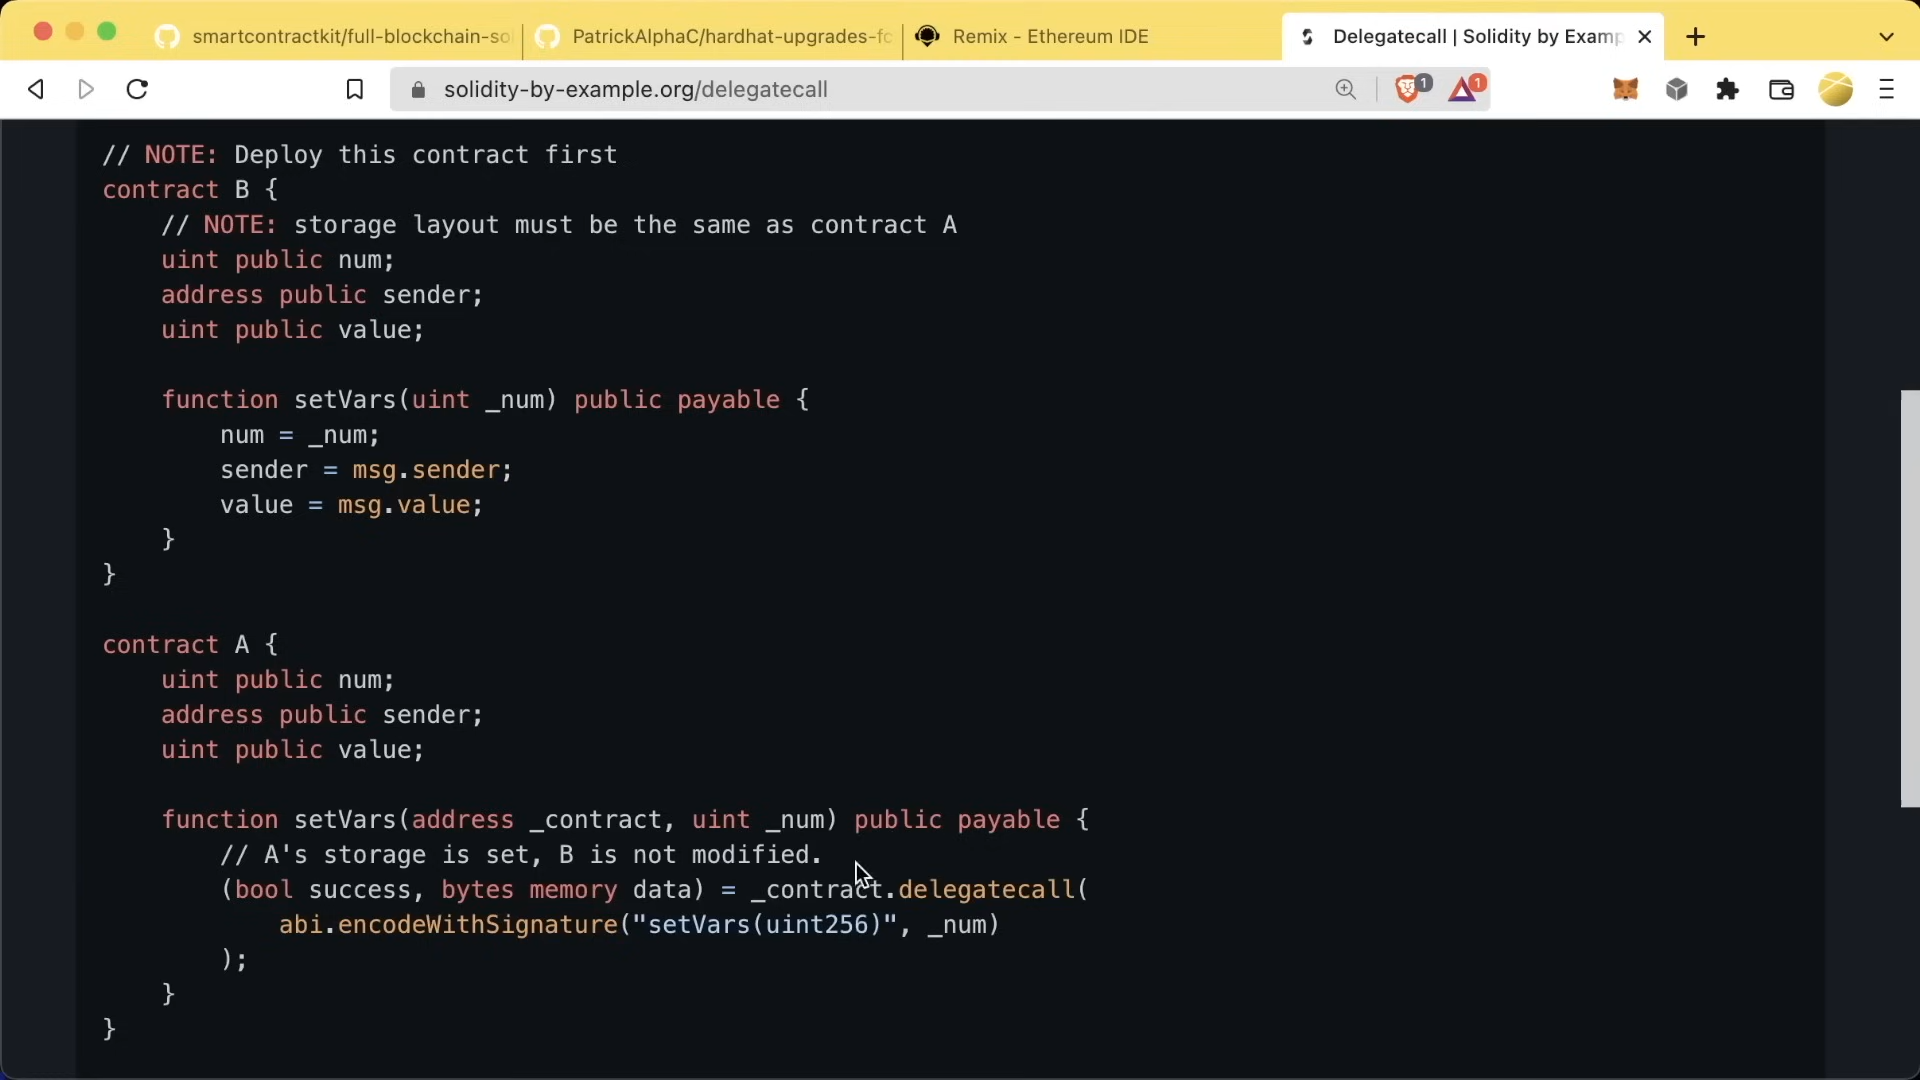 smartcontractkit/full-blockchain-so
PatrickAlphaC/hardhat-upgrades-fc
Remix - Ethereum IDE
Delegatecall | Solidity by Examp
solidity-by-example.org/delegatecall
1
1
// NOTE: Deploy this contract first
contract B {
// NOTE: storage layout must be the same as contract A
uint public num;
address public sender;
uint public value;
function setVars(uint _num) public payable {
num = _num;
sender = msg.sender;
value = msg.value;
}
}
contract A {
uint public num;
address public sender;
uint public value;
function setVars(address _contract, uint _num) public payable {
// A's storage is set, B is not modified.
(bool success, bytes memory data) = _contract.delegatecall(
abi.encodeWithSignature("setVars(uint256)", _num)
);
}
}